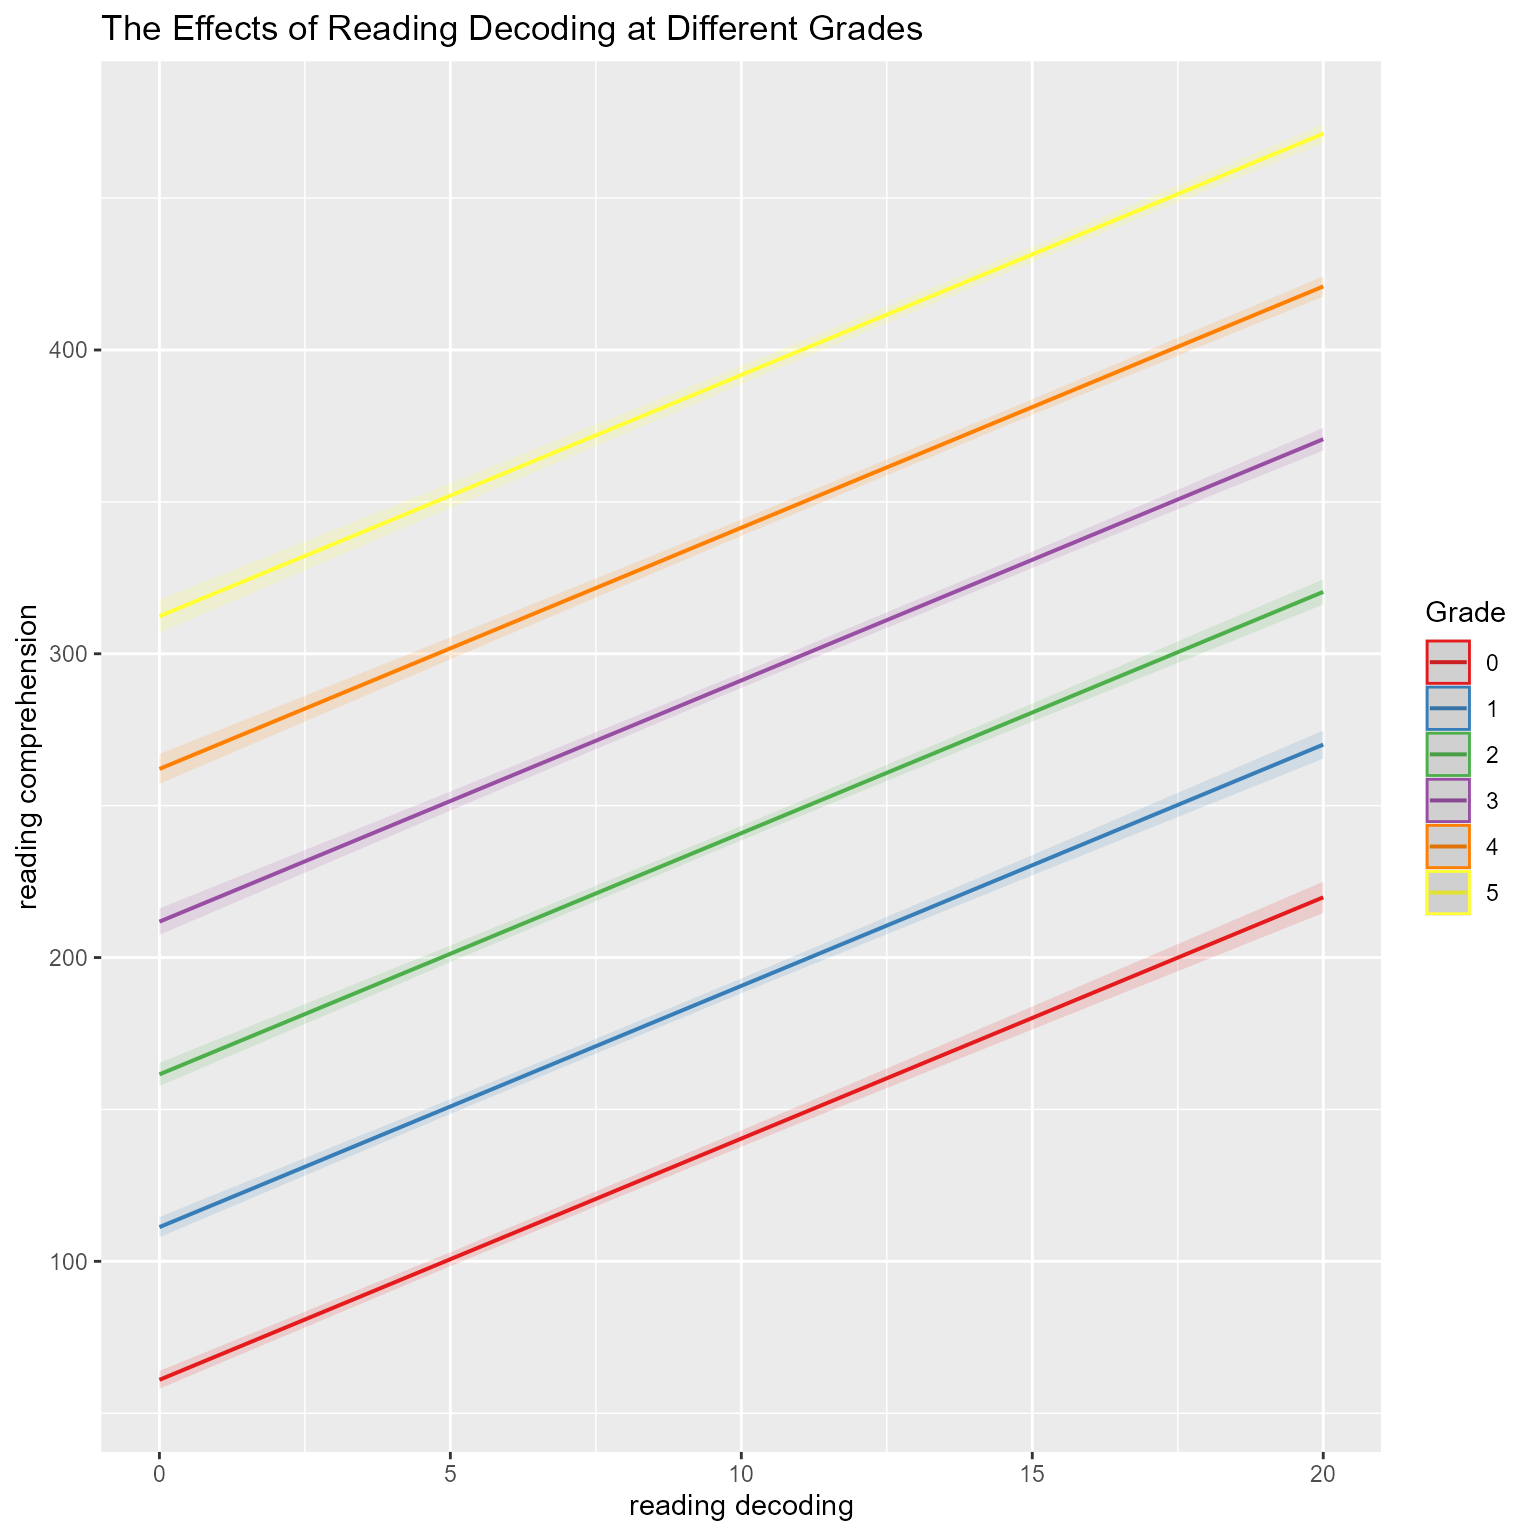 The Effects of Reading Decoding at Different Grades
reading comprehension
400
300
200
100
0 5 10 15 20
reading decoding
Grade
0
1
2
3
4
5